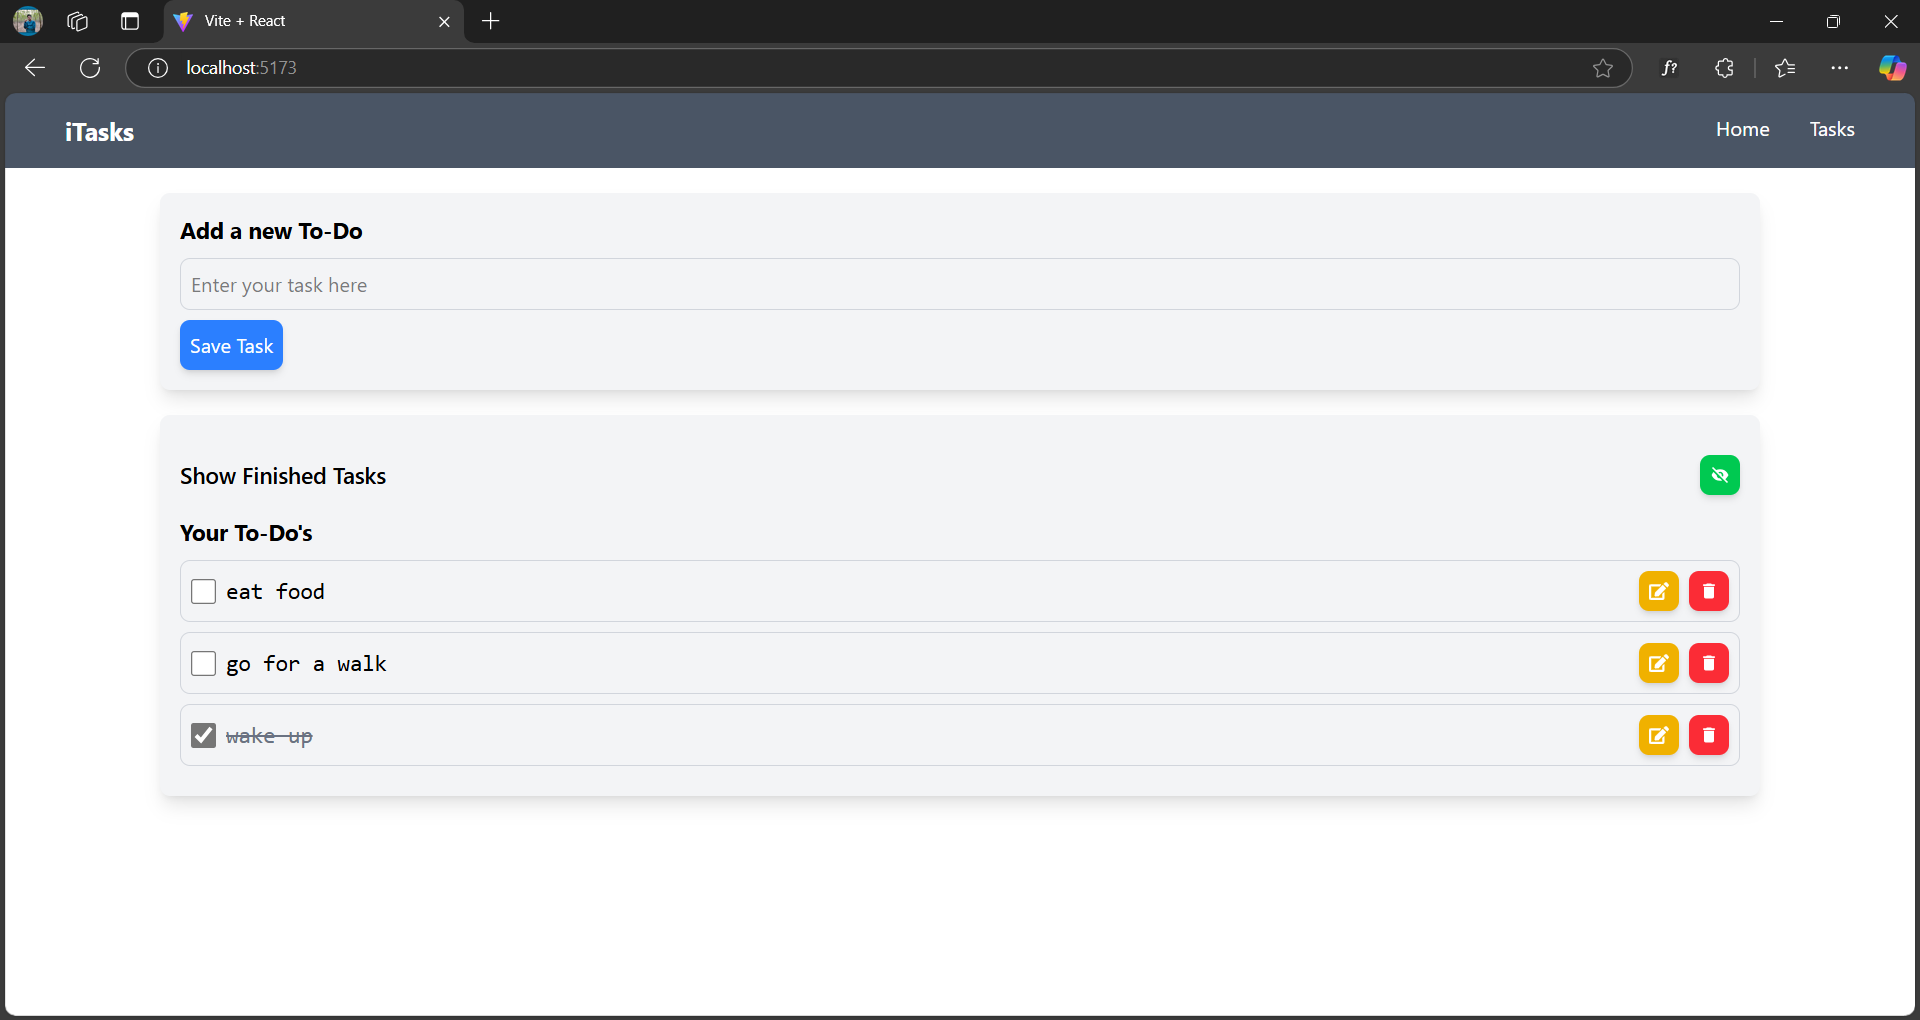 Vite + React
localhost:5173
iTasks
Home Tasks
Add a new To-Do
Enter your task here
Save Task
Show Finished Tasks
Your To-Do's
eat food
go for a walk
wake up